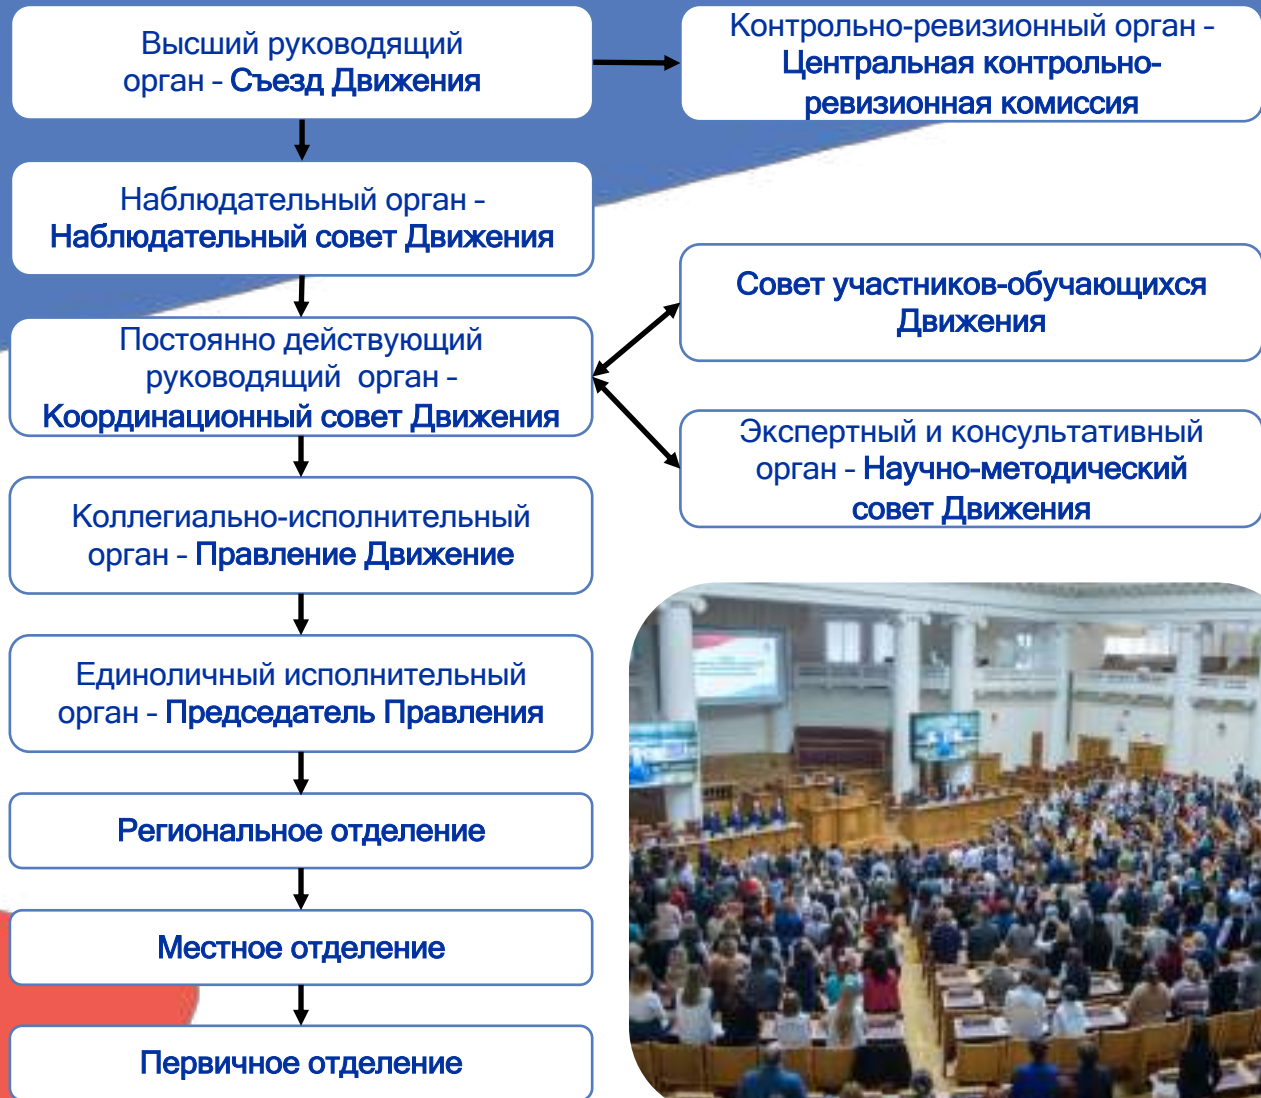 Высший руководящий
орган - Съезд Движения
Контрольно-ревизионный орган -
Центральная контрольно-
ревизионная комиссия
Наблюдательный орган -
Наблюдательный совет Движения
Совет участников-обучающихся
Движения
Постоянно действующий
руководящий орган -
Координационный совет Движения
Экспертный и консультативный
орган - Научно-методический
совет Движения
Коллегиально-исполнительный
орган - Правление Движение
Единоличный исполнительный
орган - Председатель Правления
Региональное отделение
Местное отделение
Первичное отделение